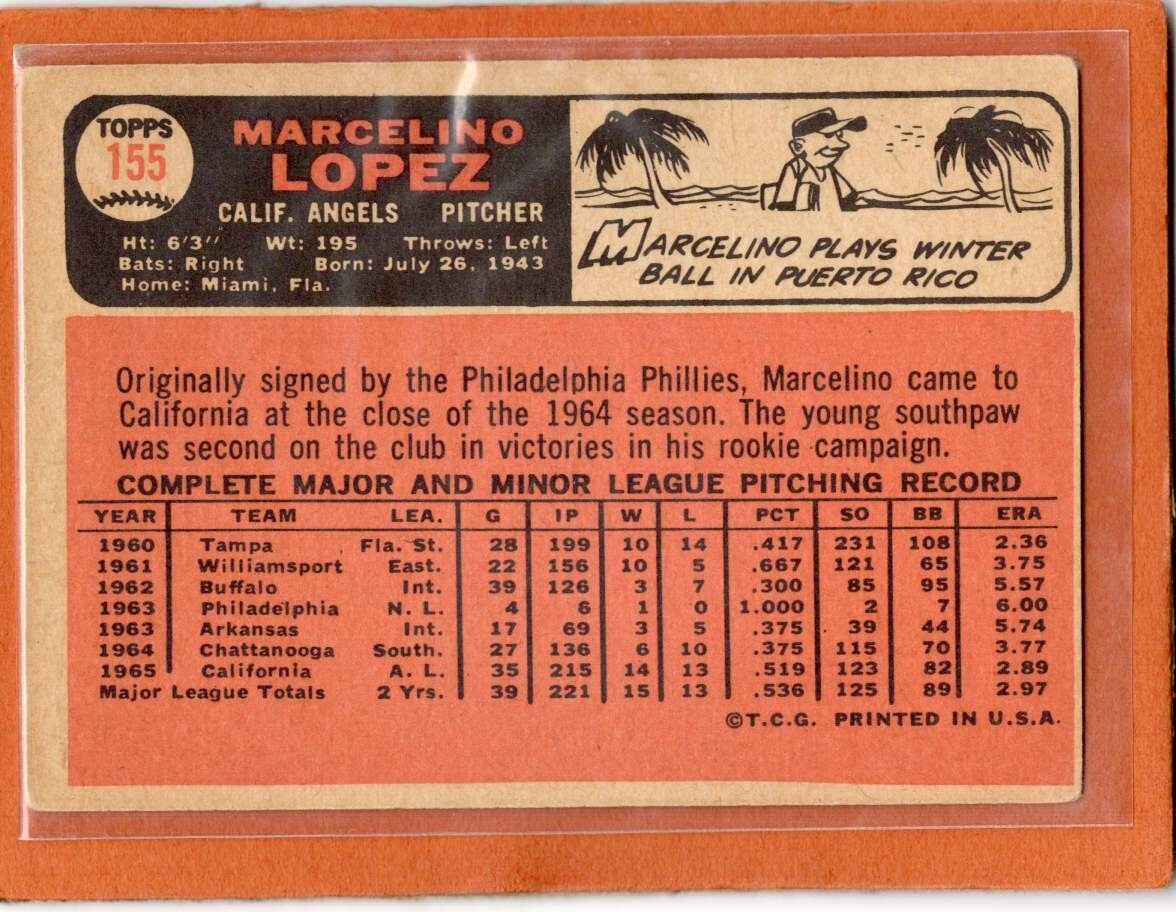 TOPPS
155
MARCELINO
LOPEZ
CALIF. ANGELS PITCHER
Ht: 6'3" Wt: 195 Throws: Left
Bats: Right Born: July 26, 1943
Home: Miami, Fla.
MARCELINO PLAYS WINTER
BALL IN PUERTO RICO
Originally signed by the Philadelphia Phillies, Marcelino came to
California at the close of the 1964 season. The young southpaw
was second on the club in victories in his rookie campaign.
COMPLETE MAJOR AND MINOR LEAGUE PITCHING RECORD
YEAR TEAM LEA. G IP W L PCT SO BB ERA
1960 Tampa Fla. St. 28 199 10 14 .417 231 108 2.36
1961 Williamsport East. 22 156 10 5 .667 121 65 3.75
1962 Buffalo Int. 39 126 3 7 .300 85 95 5.57
1963 Philadelphia N. L. 4 6 1 0 1.000 2 7 6.00
1963 Arkansas Int. 17 69 3 5 .375 39 44 5.74
1964 Chattanooga South. 27 136 6 10 .375 115 70 3.77
1965 California A. L. 35 215 14 13 .519 123 82 2.89
Major League Totals 2 Yrs. 39 221 15 13 .536 125 89 2.97
©T.C.G. PRINTED IN U.S.A.